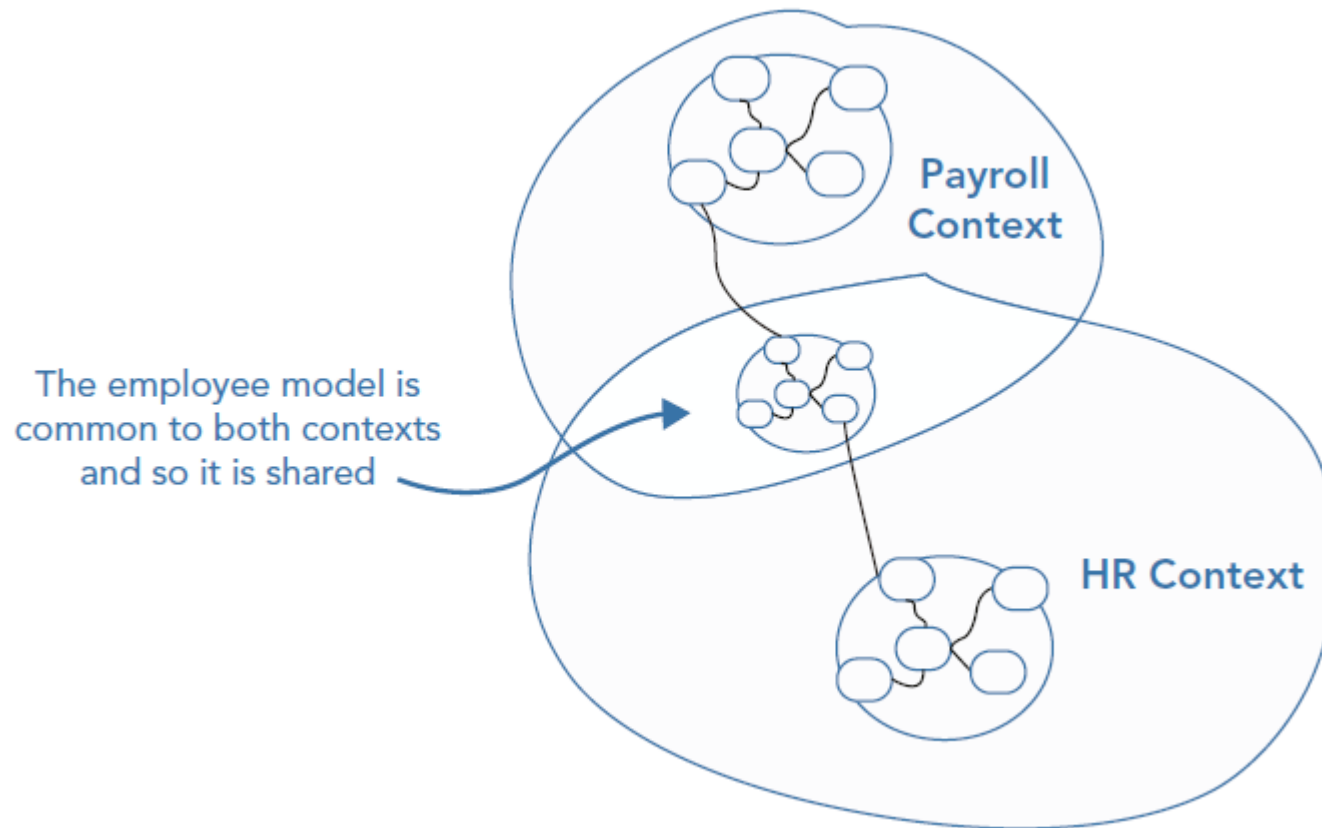 Payroll
Context
The employee model is
common to both contexts
and so it is shared
HR Context